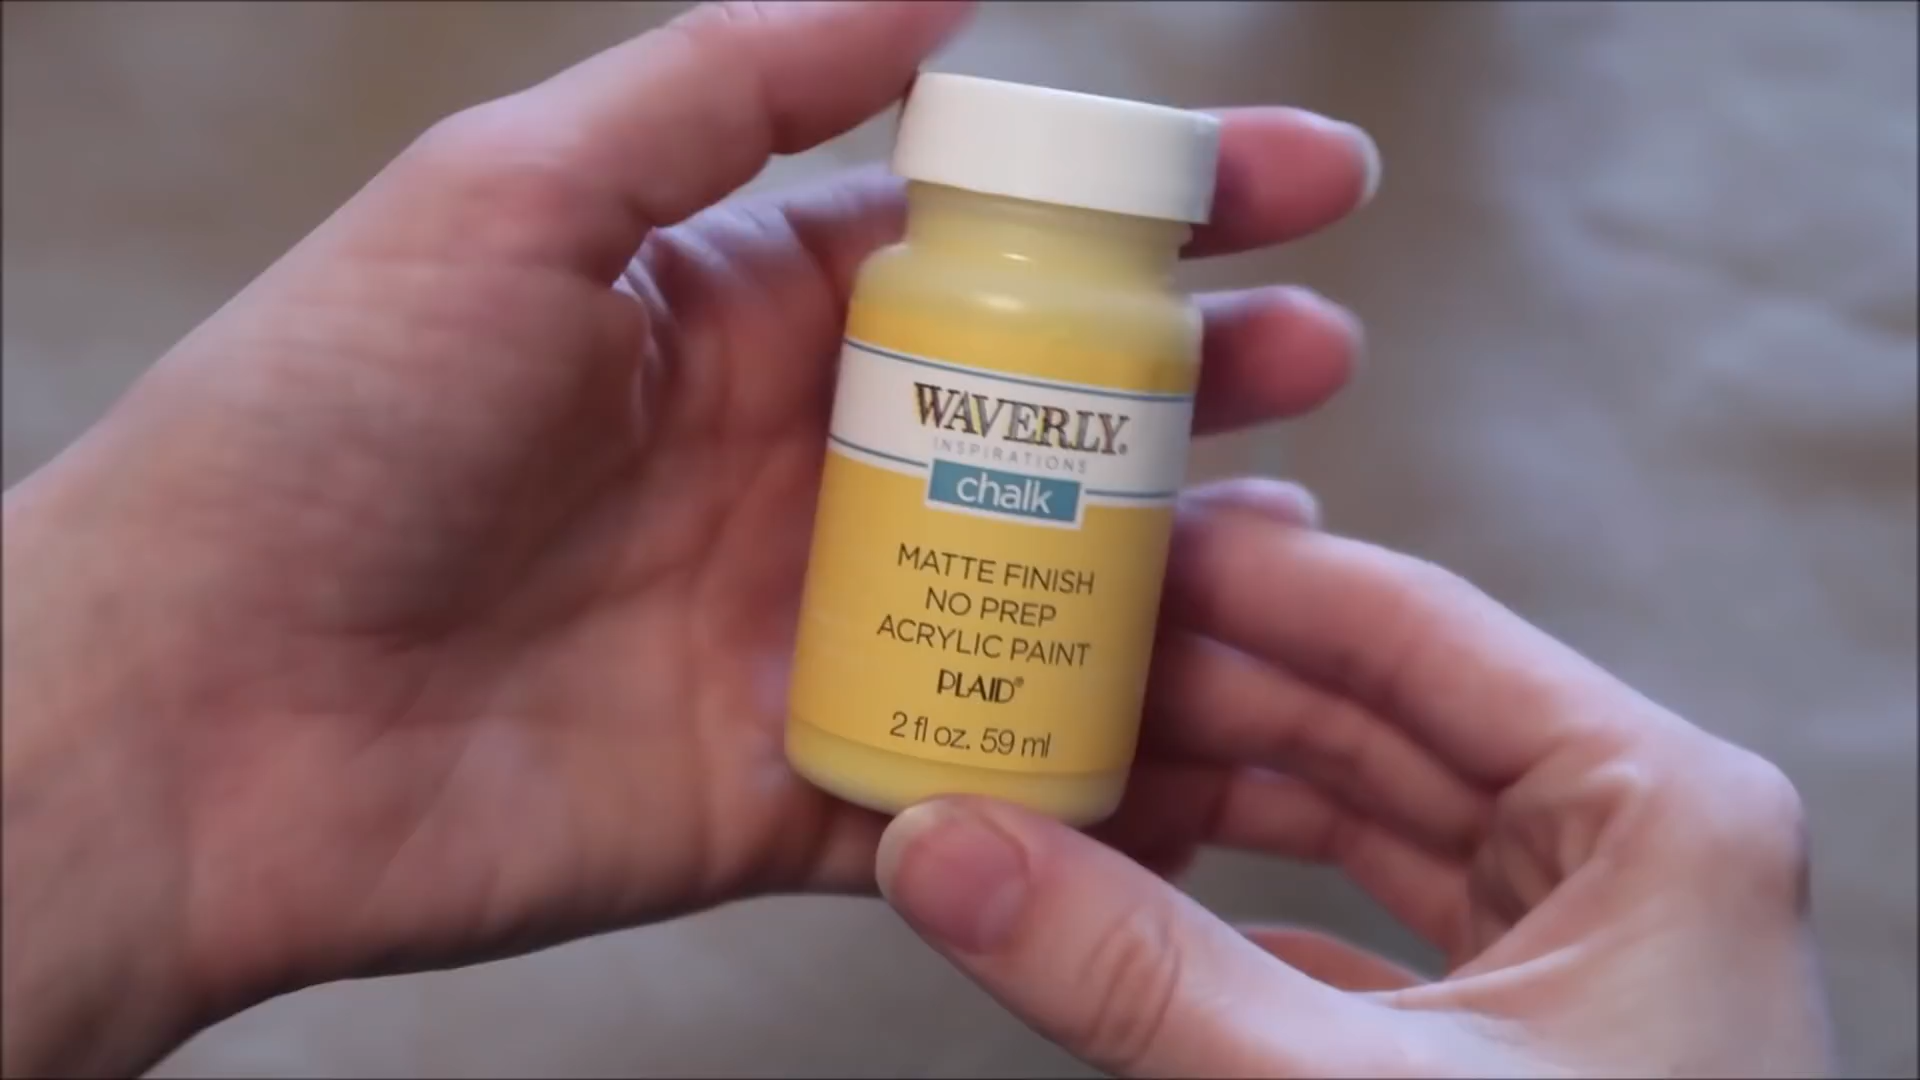 WAVERLY®
INSPIRATIONS
chalk
MATTE FINISH
NO PREP
ACRYLIC PAINT
PLAID®
2 fl oz. 59 ml